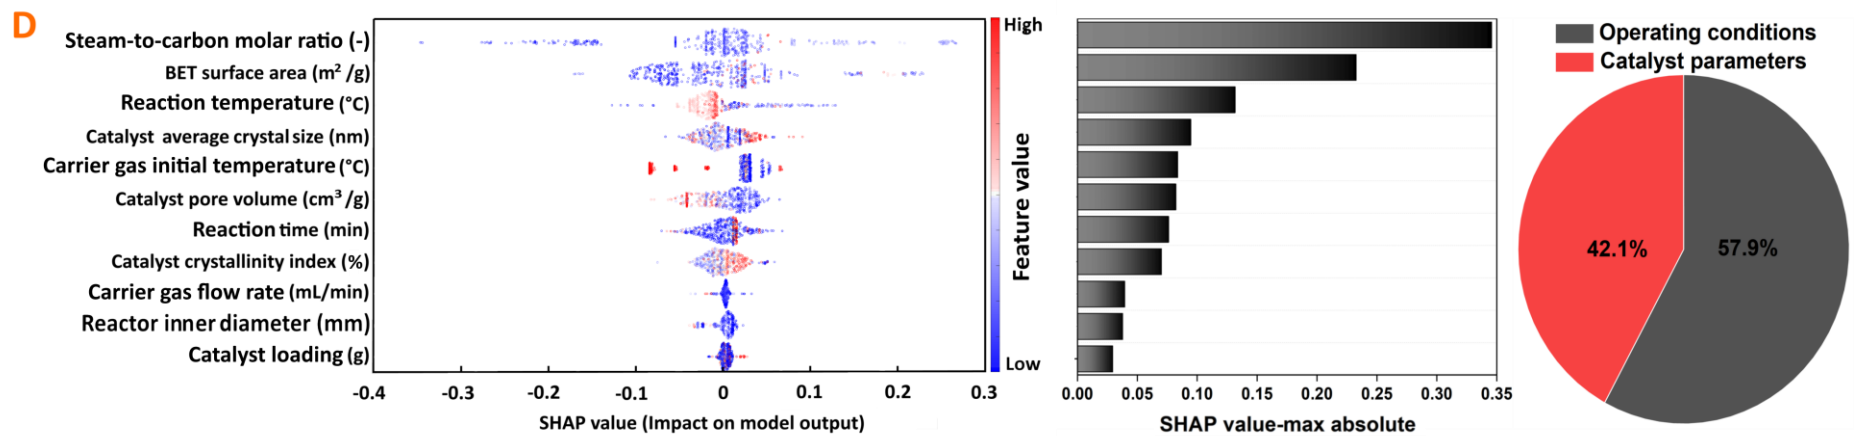 D
Steam-to-carbon molar ratio (-)
BET surface area (m² /g)
Reaction temperature (°C)
Catalyst average crystal size (nm)
Carrier gas initial temperature (°C)
Catalyst pore volume (cm³ /g)
Reaction time (min)
Catalyst crystallinity index (%)
Carrier gas flow rate (mL/min)
Reactor inner diameter (mm)
Catalyst loading (g)
-0.4 -0.3 -0.2 -0.1 0 0.1 0.2 0.3
SHAP value (Impact on model output)
High
Feature value
Low
0.00 0.05 0.10 0.15 0.20 0.25 0.30 0.35
SHAP value-max absolute
Operating conditions
Catalyst parameters
42.1% 57.9%